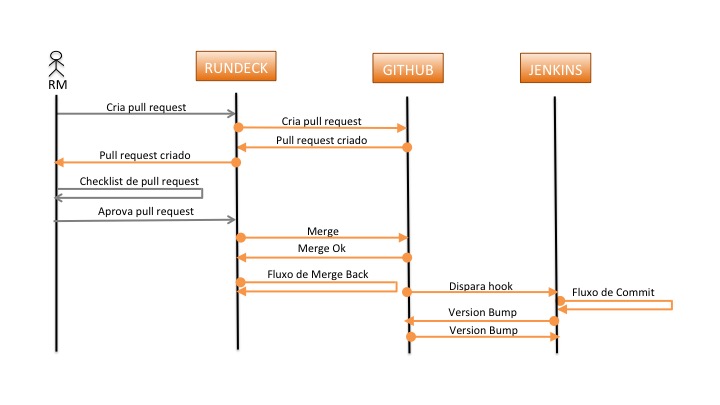 RM
RUNDECK
GITHUB
JENKINS
Cria pull request
Cria pull request
Pull request criado
Pull request criado
Checklist de pull request
Aprova pull request
Merge
Merge Ok
Fluxo de Merge Back
Dispara hook
Fluxo de Commit
Version Bump
Version Bump